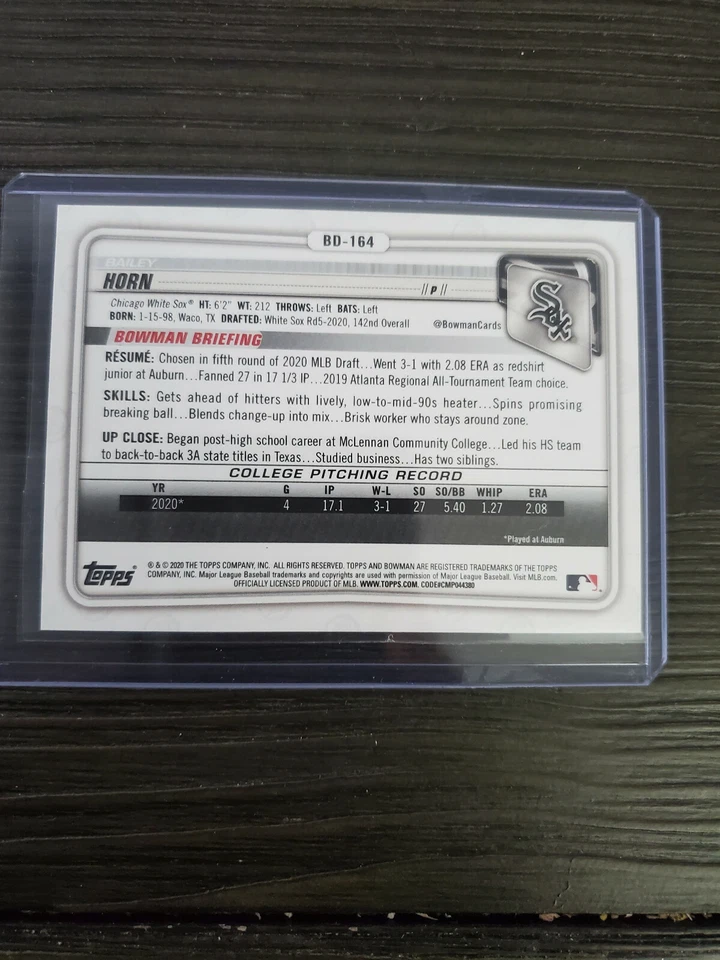 BD-164
BAILEY
HORN
// P //
Chicago White Sox® HT: 6'2" WT: 212 THROWS: Left BATS: Left
BORN: 1-15-98, Waco, TX DRAFTED: White Sox Rd5-2020, 142nd Overall @BowmanCards
SOX
BOWMAN BRIEFING
RÉSUMÉ: Chosen in fifth round of 2020 MLB Draft...Went 3-1 with 2.08 ERA as redshirt
junior at Auburn...Fanned 27 in 17 1/3 IP...2019 Atlanta Regional All-Tournament Team choice.
SKILLS: Gets ahead of hitters with lively, low-to-mid-90s heater...Spins promising
breaking ball...Blends change-up into mix...Brisk worker who stays around zone.
UP CLOSE: Began post-high school career at McLennan Community College...Led his HS team
to back-to-back 3A state titles in Texas...Studied business...Has two siblings.
COLLEGE PITCHING RECORD
YR G IP W-L SO SO/BB WHIP ERA
2020* 4 17.1 3-1 27 5.40 1.27 2.08
*Played at Auburn
Topps
® & © 2020 THE TOPPS COMPANY, INC. ALL RIGHTS RESERVED. TOPPS AND BOWMAN ARE REGISTERED TRADEMARKS OF THE TOPPS
COMPANY, INC. Major League Baseball trademarks and copyrights are used with permission of Major League Baseball. Visit MLB.com.
OFFICIALLY LICENSED PRODUCT OF MLB. WWW.TOPPS.COM. CODE#CMP044380